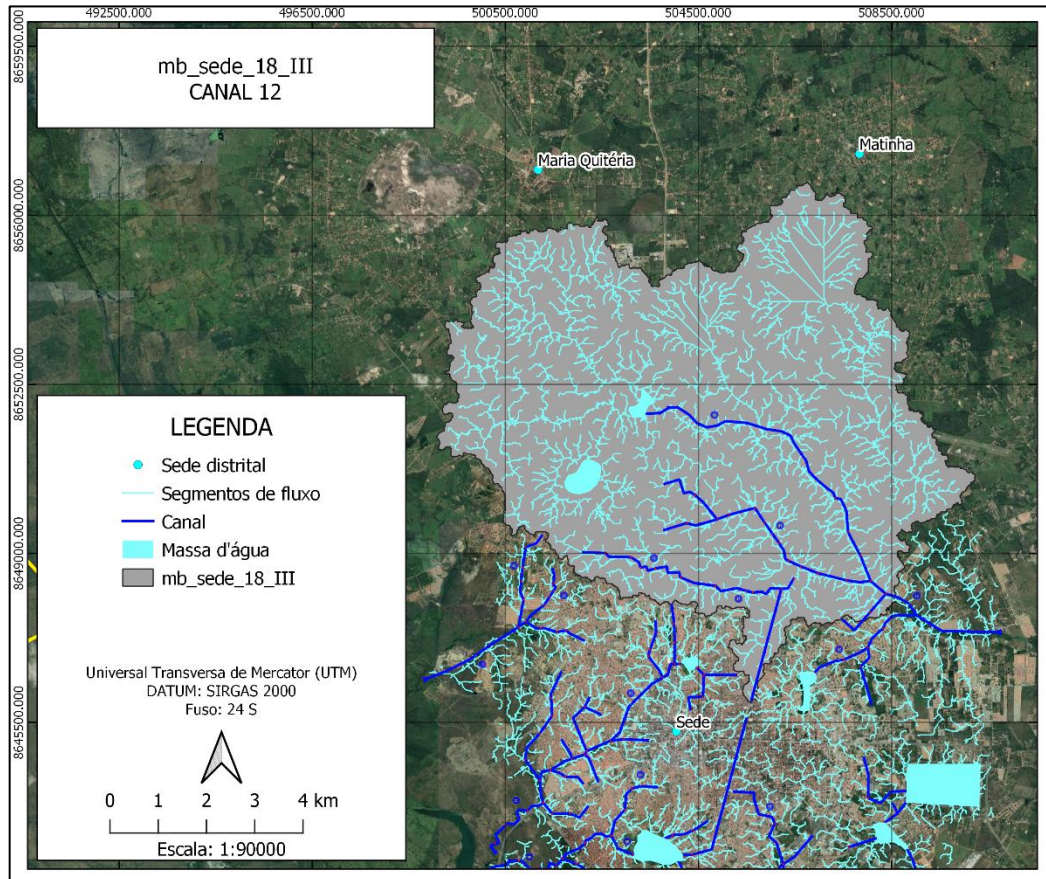 492500.000 496500.000 500500.000 504500.000 508500.000
8659500.000
8656000.000
8652500.000
8649000.000
8645500.000
mb_sede_18_III
CANAL 12
Maria Quitéria
Matinha
LEGENDA
Sede distrital
Segmentos de fluxo
Canal
Massa d'água
mb_sede_18_III
Universal Transversa de Mercator (UTM)
DATUM: SIRGAS 2000
Fuso: 24 S
0 1 2 3 4 km
Escala: 1:90000
Sede